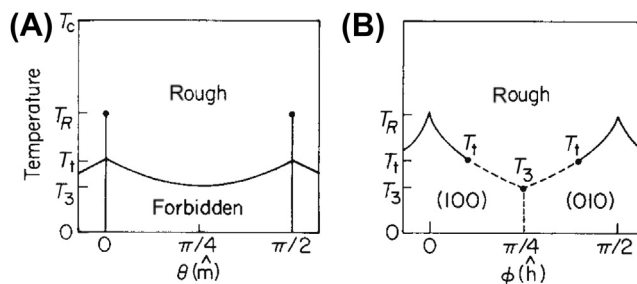 (A)
T_c
Temperature
T_R
T_t
T_3
0
Rough
Forbidden
0
π/4
π/2
θ(m̂)
(B)
T_R
T_t
T_3
0
Rough
T_t
T_3
T_t
(100)
(010)
0
π/4
π/2
ϕ(ĥ)